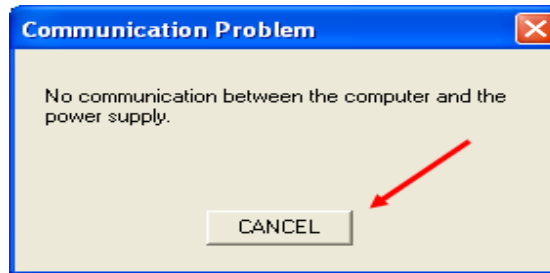 Communication Problem
No communication between the computer and the
power supply.
CANCEL